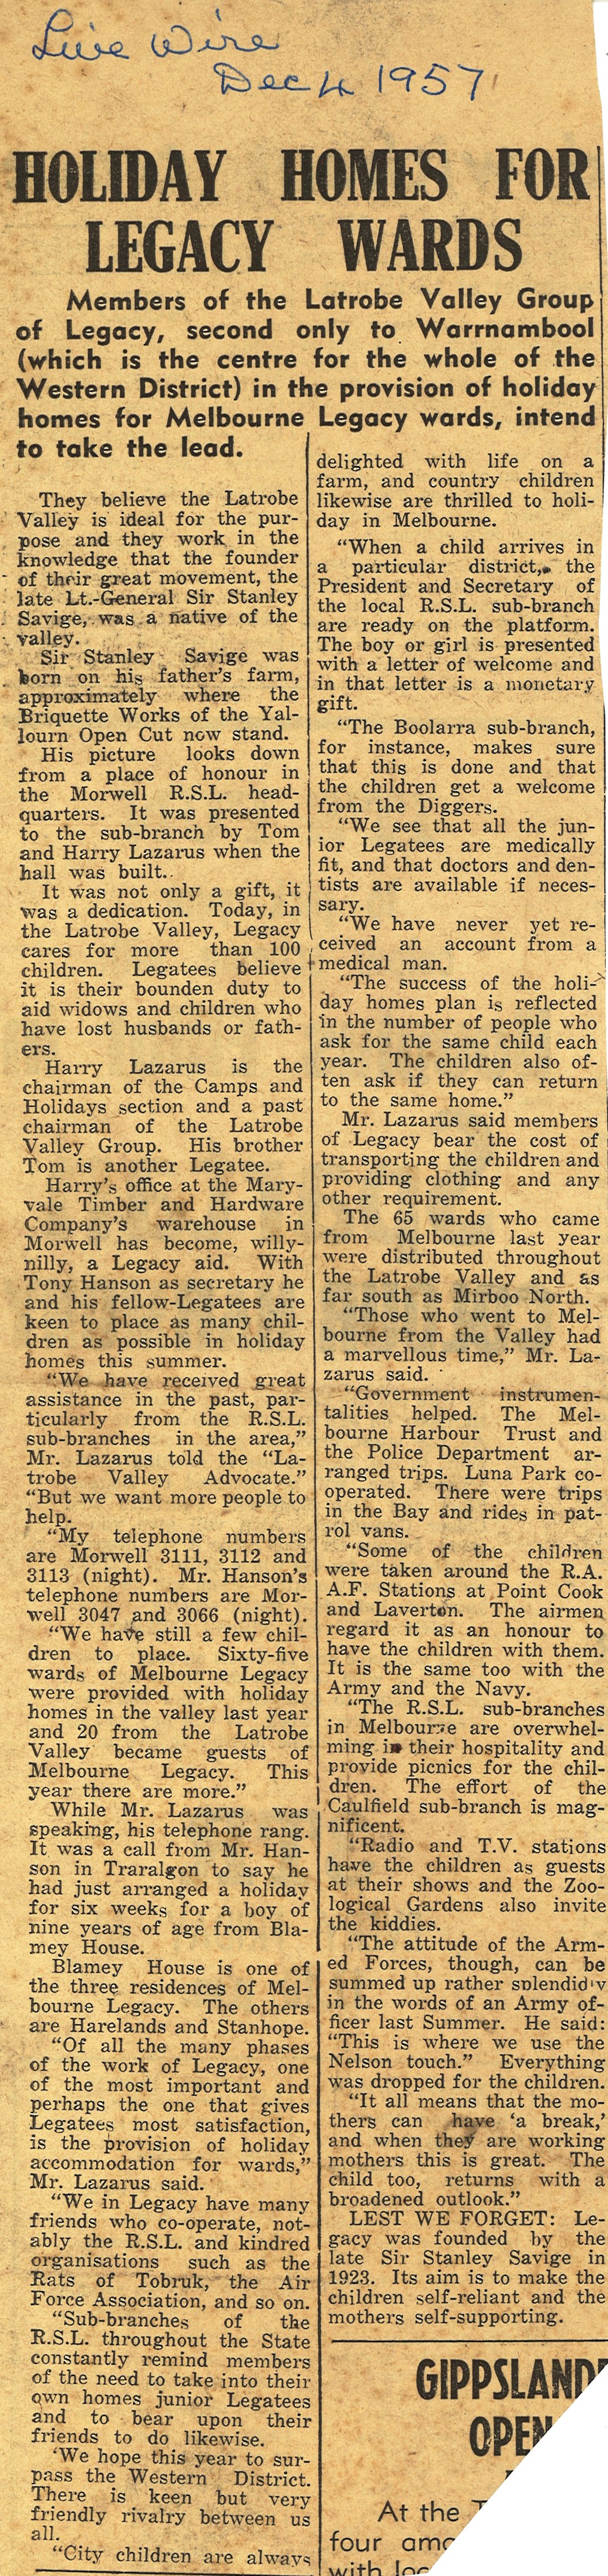 Live Wire
Dec 4 1957
HOLIDAY HOMES FOR
LEGACY WARDS
Members of the Latrobe Valley Group
of Legacy, second only to Warrnambool
(which is the centre for the whole of the
Western District) in the provision of holiday
homes for Melbourne Legacy wards, intend
to take the lead.
They believe the Latrobe
Valley is ideal for the pur-
pose and they work in the
knowledge that the founder
of their great movement, the
late Lt.-General Sir Stanley
Savige, was a native of the
valley.
Sir Stanley Savige was
born on his father's farm,
approximately where the
Briquette Works of the Yal-
lourn Open Cut now stand.
His picture looks down
from a place of honour in
the Morwell R.S.L. head-
quarters. It was presented
to the sub-branch by Tom
and Harry Lazarus when the
hall was built.
It was not only a gift, it
was a dedication. Today, in
the Latrobe Valley, Legacy
cares for more than 100
children. Legatees believe
it is their bounden duty to
aid widows and children who
have lost husbands or fath-
ers.
Harry Lazarus is the
chairman of the Camps and
Holidays section and a past
chairman of the Latrobe
Valley Group. His brother
Tom is another Legatee.
Harry's office at the Mary-
vale Timber and Hardware
Company's warehouse in
Morwell has become, willy-
nilly, a Legacy aid. With
Tony Hanson as secretary he
and his fellow-Legatees are
keen to place as many chil-
dren as possible in holiday
homes this summer.
"We have received great
assistance in the past, par-
ticularly from the R.S.L.
sub-branches in the area,"
Mr. Lazarus told the "La-
trobe Valley Advocate."
"But we want more people to
help.
"My telephone numbers
are Morwell 3111, 3112 and
3113 (night). Mr. Hanson's
telephone numbers are Mor-
well 3047 and 3066 (night).
"We have still a few chil-
dren to place. Sixty-five
wards of Melbourne Legacy
were provided with holiday
homes in the valley last year
and 20 from the Latrobe
Valley became guests of
Melbourne Legacy. This
year there are more."
While Mr. Lazarus was
speaking, his telephone rang.
It was a call from Mr. Han-
son in Traralgon to say he
had just arranged a holiday
for six weeks for a boy of
nine years of age from Bla-
mey House.
Blamey House is one of
the three residences of Mel-
bourne Legacy. The others
are Harelands and Stanhope.
"Of all the many phases
of the work of Legacy, one
of the most important and
perhaps the one that gives
Legatees most satisfaction,
is the provision of holiday
accommodation for wards,"
Mr. Lazarus said.
"We in Legacy have many
friends who co-operate, not-
ably the R.S.L. and kindred
organisations such as the
Rats of Tobruk, the Air
Force Association, and so on.
"Sub-branches of the
R.S.L. throughout the State
constantly remind members
of the need to take into their
own homes junior Legatees
and to bear upon their
friends to do likewise.
'We hope this year to sur-
pass the Western District.
There is keen but very
friendly rivalry between us
all.
"City children are always
delighted with life on a
farm, and country children
likewise are thrilled to holi-
day in Melbourne.
"When a child arrives in
a particular district, the
President and Secretary of
the local R.S.L. sub-branch
are ready on the platform.
The boy or girl is presented
with a letter of welcome and
in that letter is a monetary
gift.
"The Boolarra sub-branch,
for instance, makes sure
that this is done and that
the children get a welcome
from the Diggers.
"We see that all the jun-
ior Legatees are medically
fit, and that doctors and den-
tists are available if neces-
sary.
"We have never yet re-
ceived an account from a
medical man.
"The success of the holi-
day homes plan is reflected
in the number of people who
ask for the same child each
year. The children also of-
ten ask if they can return
to the same home."
Mr. Lazarus said members
of Legacy bear the cost of
transporting the children and
providing clothing and any
other requirement.
The 65 wards who came
from Melbourne last year
were distributed throughout
the Latrobe Valley and as
far south as Mirboo North.
"Those who went to Mel-
bourne from the Valley had
a marvellous time," Mr. La-
zarus said.
"Government instrumen-
talities helped. The Mel-
bourne Harbour Trust and
the Police Department ar-
ranged trips. Luna Park co-
operated. There were trips
in the Bay and rides in pat-
rol vans.
"Some of the children
were taken around the R.A.
A.F. Stations at Point Cook
and Laverton. The airmen
regard it as an honour to
have the children with them.
It is the same too with the
Army and the Navy.
"The R.S.L. sub-branches
in Melbourne are overwhel-
ming in their hospitality and
provide picnics for the chil-
dren. The effort of the
Caulfield sub-branch is mag-
nificent.
"Radio and T.V. stations
have the children as guests
at their shows and the Zoo-
logical Gardens also invite
the kiddies.
"The attitude of the Arm-
ed Forces, though, can be
summed up rather splendidly
in the words of an Army of-
ficer last Summer. He said:
"This is where we use the
Nelson touch." Everything
was dropped for the children.
"It all means that the mo-
thers can have 'a break,'
and when they are working
mothers this is great. The
child too, returns with a
broadened outlook."
LEST WE FORGET: Le-
gacy was founded by the
late Sir Stanley Savige in
1923. Its aim is to make the
children self-reliant and the
mothers self-supporting.
GIPPSLAND
OPEN
At the
four
with